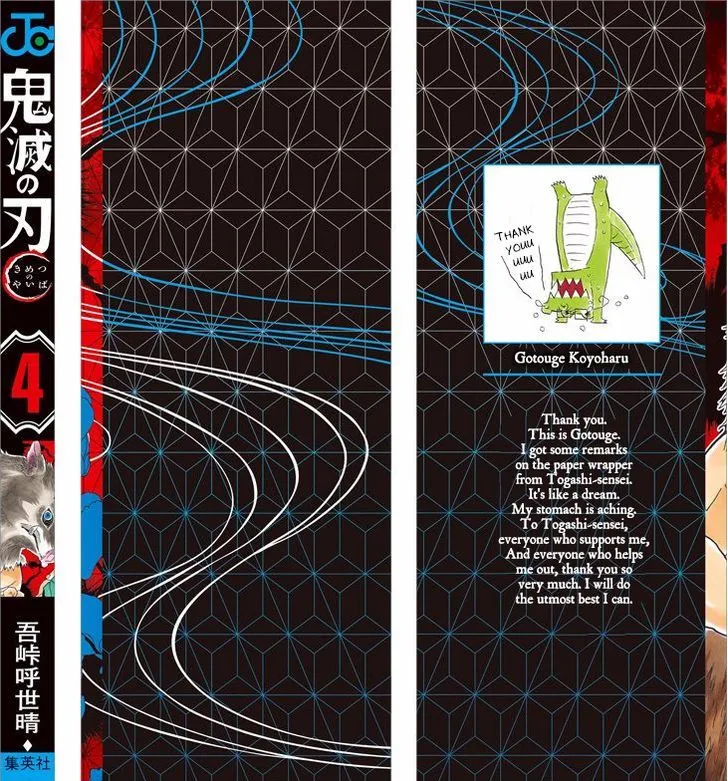 JC
鬼滅の刃
ム
きめつ
の
やいば
4
吾峠呼世晴
集英社
THANK
YOUU
UUU
UU
Gotouge Koyoharu
Thank you.
This is Gotouge.
I got some remarks
on the paper wrapper
from Togashi-sensei.
It's like a dream.
My stomach is aching.
To Togashi-sensei,
everyone who supports me,
And everyone who helps
me out, thank you so
very much. I will do
the utmost best I can.